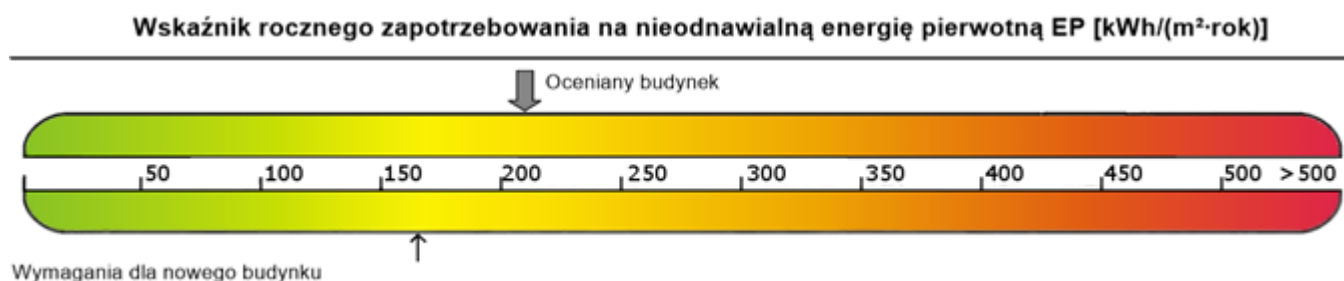 Wskaźnik rocznego zapotrzebowania na nieodnawialną energię pierwotną EP [kWh/(m²·rok)]
Oceniany budynek
50 100 150 200 250 300 350 400 450 500 >500
Wymagania dla nowego budynku